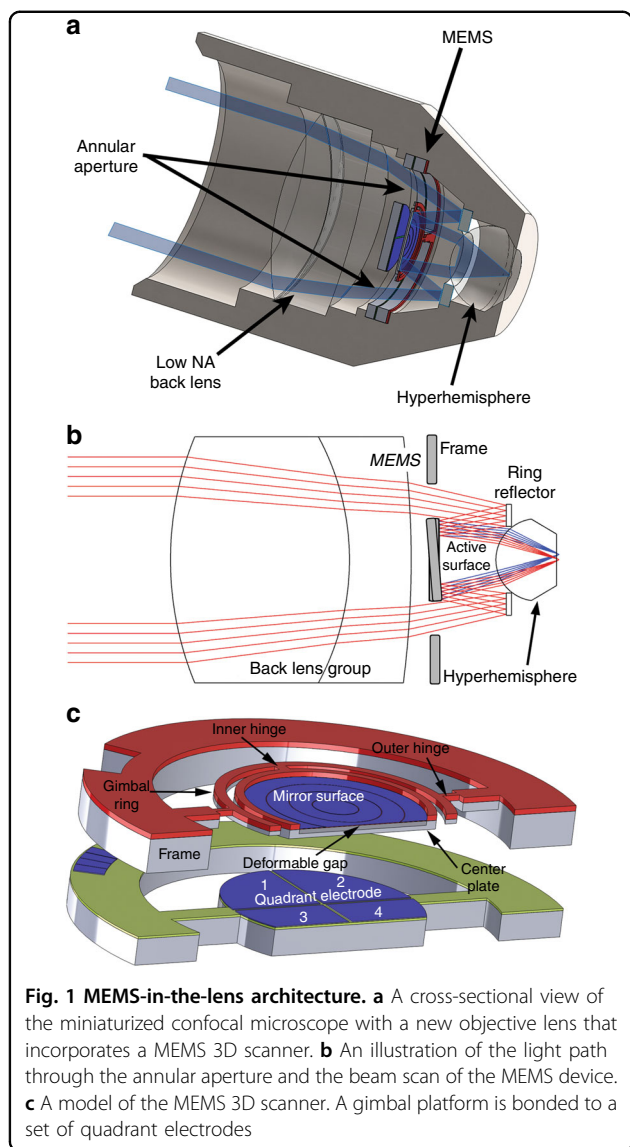 a
MEMS
Annular
aperture
Low NA
back lens
Hyperhemisphere
b
MEMS
Frame
Ring
reflector
Active
surface
Back lens group
Hyperhemisphere
c
Inner hinge
Outer hinge
Gimbal
ring
Mirror surface
Frame
Deformable gap
Center
plate
1
2
Quadrant electrode
3
4
Fig. 1 MEMS-in-the-lens architecture. a A cross-sectional view of
the miniaturized confocal microscope with a new objective lens that
incorporates a MEMS 3D scanner. b An illustration of the light path
through the annular aperture and the beam scan of the MEMS device.
c A model of the MEMS 3D scanner. A gimbal platform is bonded to a
set of quadrant electrodes